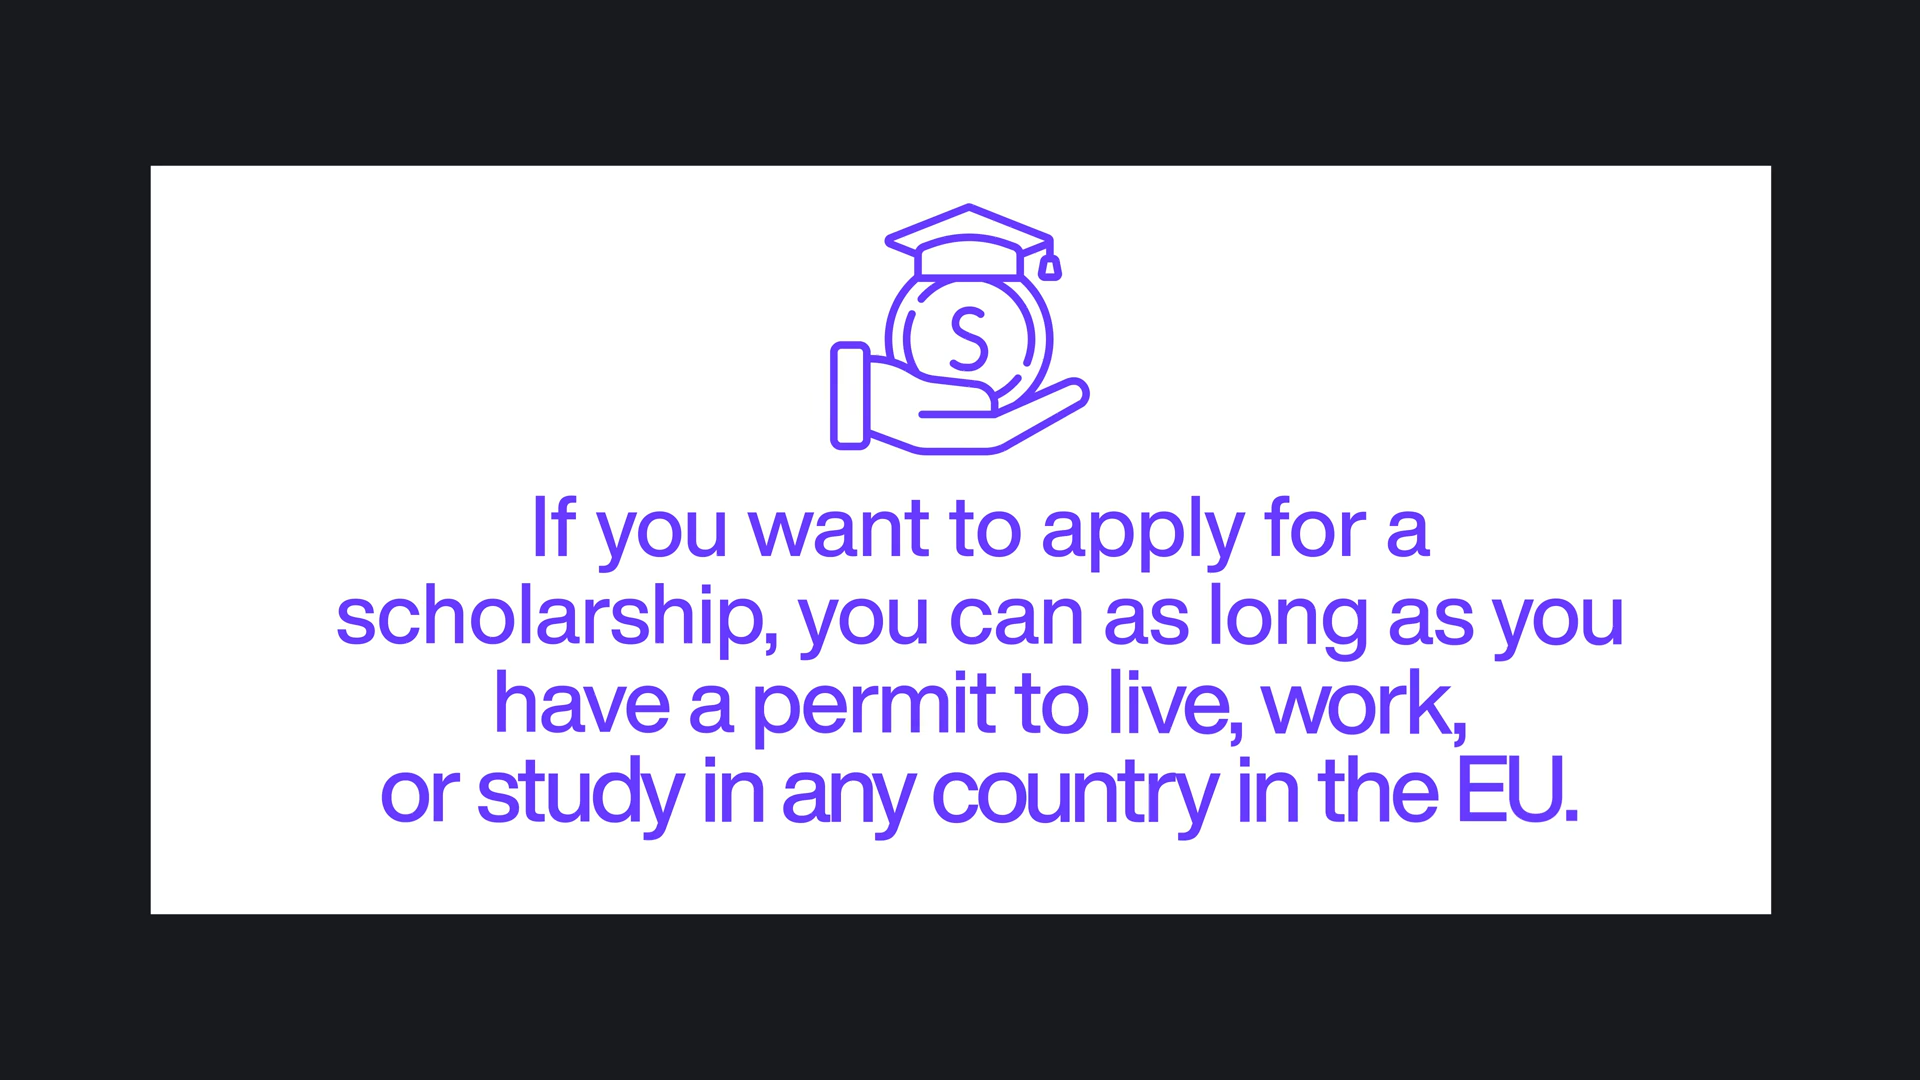 S
If you want to apply for a
scholarship, you can as long as you
have a permit to live, work,
or study in any country in the EU.